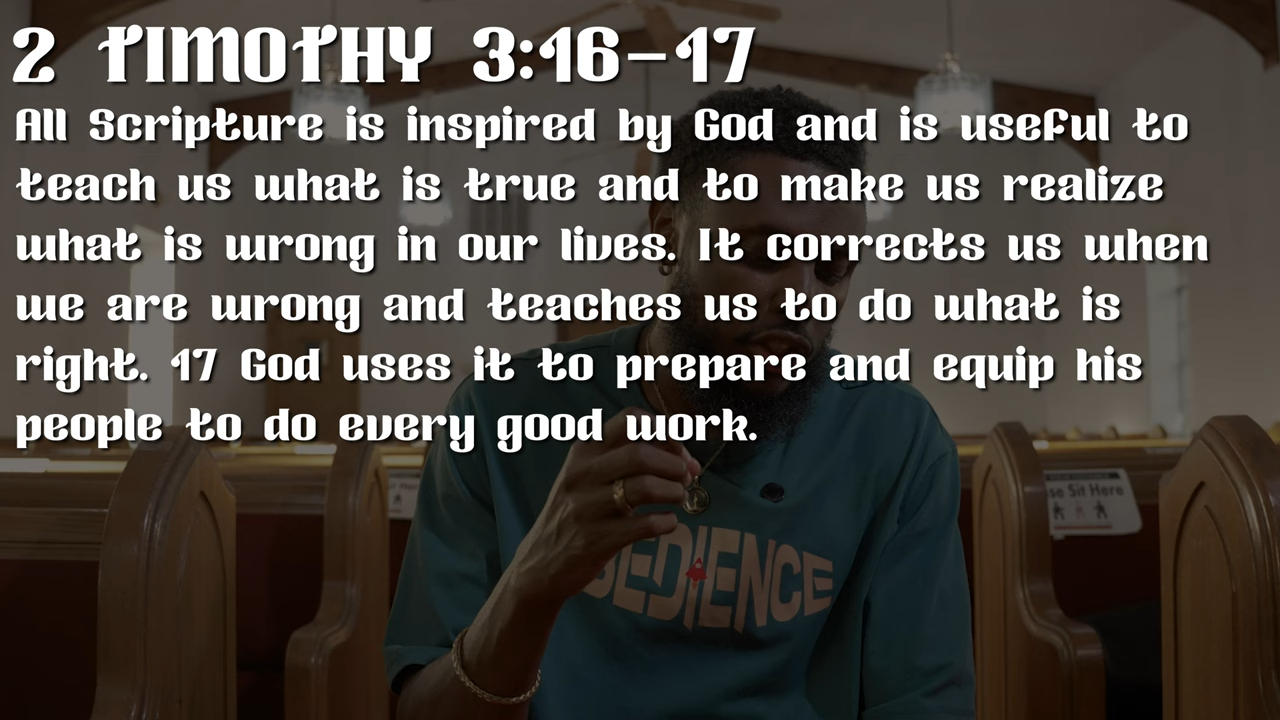 2 TIMOTHY 3:16–17
All Scripture is inspired by God and is useful to
teach us what is true and to make us realize
what is wrong in our lives. It corrects us when
we are wrong and teaches us to do what is
right. 17 God uses it to prepare and equip his
people to do every good work.
se Sit Here
BEDIENCE